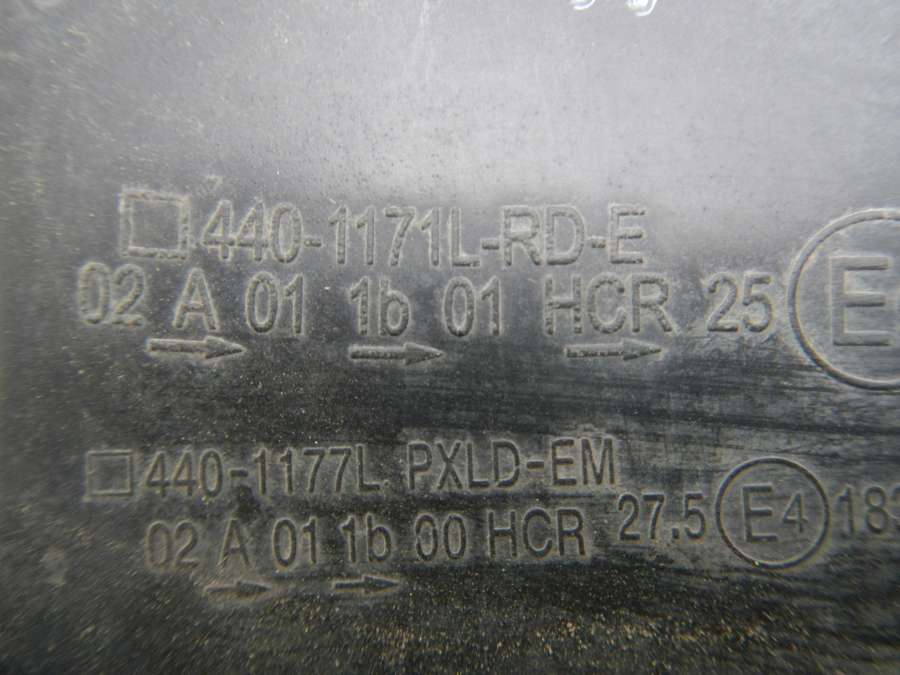 440-1171L-RD-E
02 A 01 1b 01 HCR 25 E
440-1177L PXLD-EM
02 A 01 1b 00 HCR 27.5 E4 183